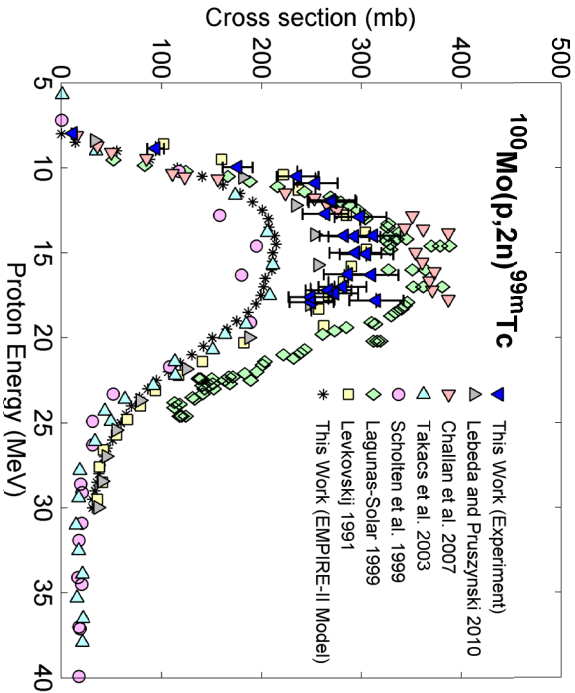 ¹⁰⁰Mo(p,2n)⁹⁹ᵐTc
Cross section (mb)
500
400
300
200
100
0
5
10
15
20
25
30
35
40
Proton Energy (MeV)
This Work (Experiment)
Lebeda and Pruszynski 2010
Challan et al. 2007
Takacs et al. 2003
Scholten et al. 1999
Lagunas-Solar 1999
Levkovskij 1991
This Work (EMPIRE-II Model)